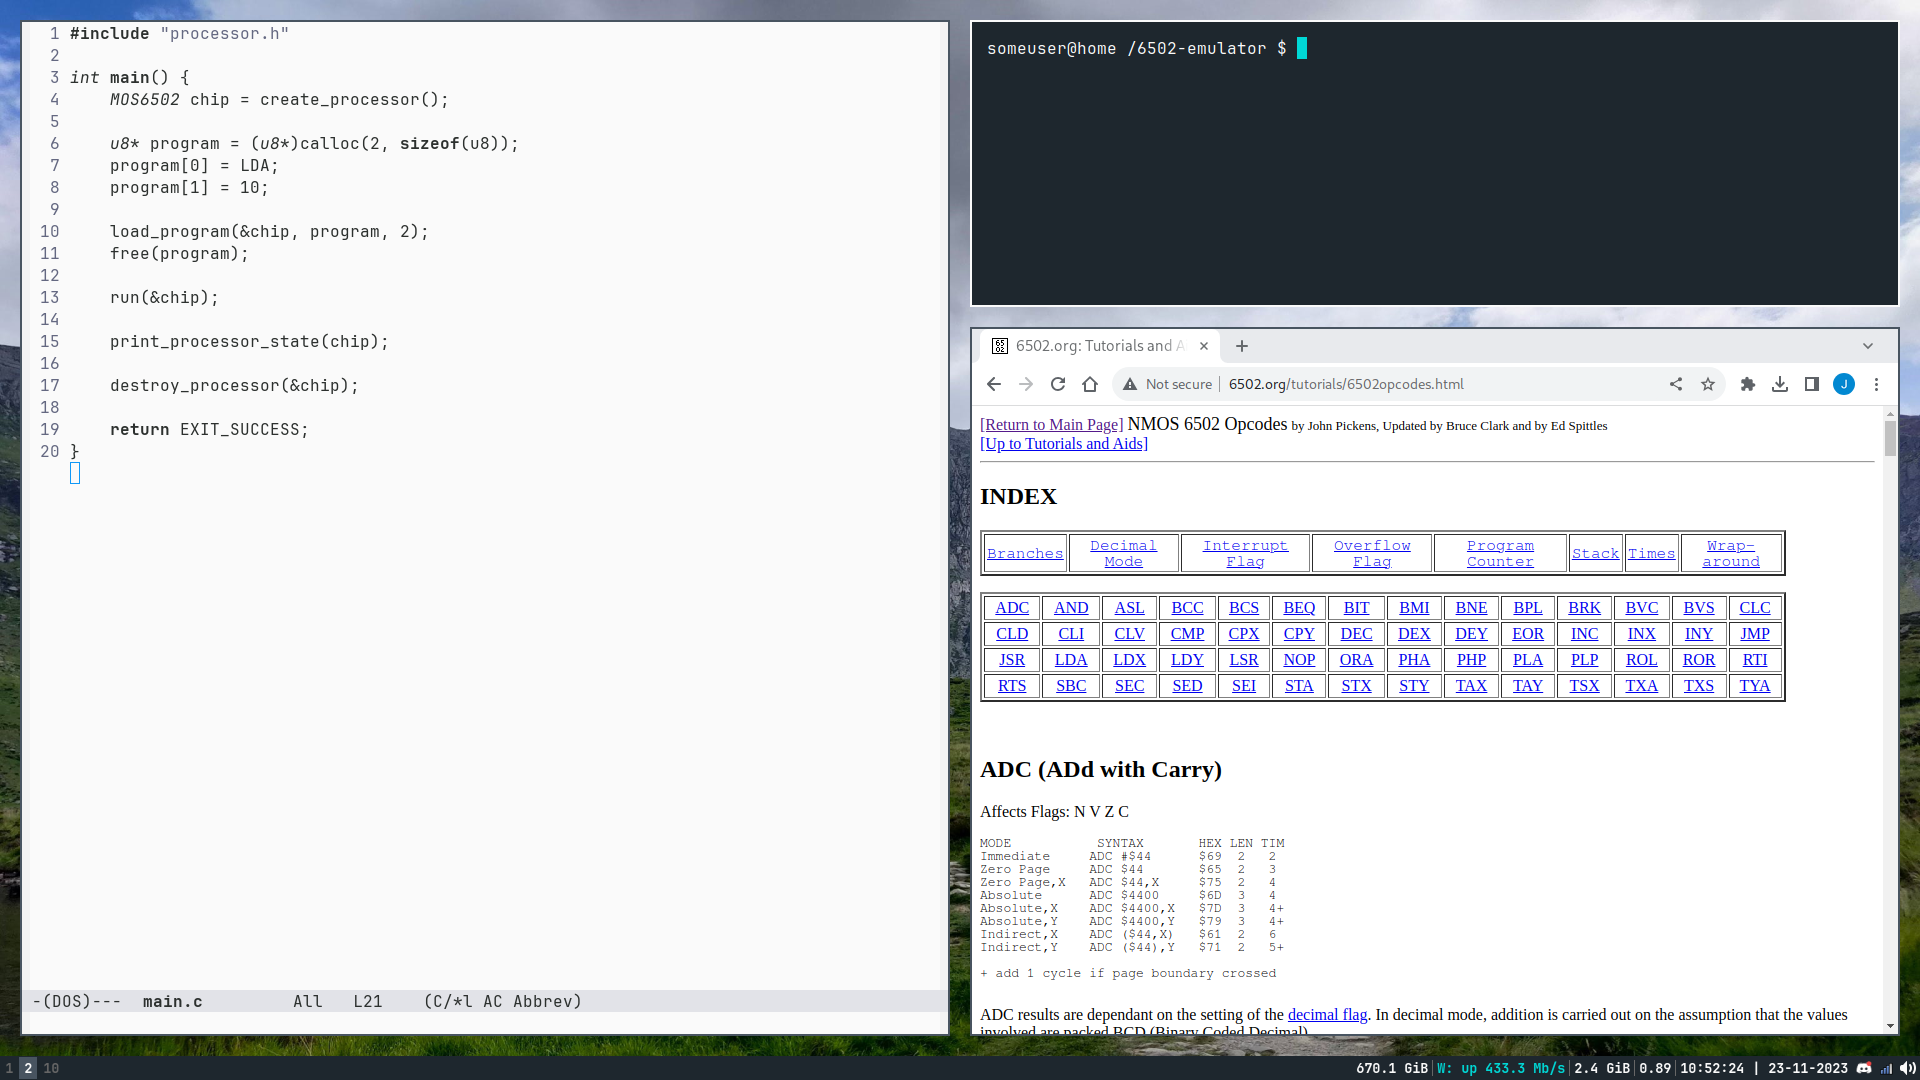 1 #include "processor.h"
2
3 int main() {
4 MOS6502 chip = create_processor();
5
6 u8* program = (u8*)calloc(2, sizeof(u8));
7 program[0] = LDA;
8 program[1] = 10;
9
10 load_program(&chip, program, 2);
11 free(program);
12
13 run(&chip);
14
15 print_processor_state(chip);
16
17 destroy_processor(&chip);
18
19 return EXIT_SUCCESS;
20 }
-(DOS)--- main.c All L21 (C/*l AC Abbrev)
someuser@home /6502-emulator $
65
02
6502.org: Tutorials and A
Not secure 6502.org/tutorials/6502opcodes.html J
[Return to Main Page] NMOS 6502 Opcodes by John Pickens, Updated by Bruce Clark and by Ed Spittles
[Up to Tutorials and Aids]
INDEX
Branches Decimal Mode Interrupt Flag Overflow Flag Program Counter Stack Times Wrap-around
ADC AND ASL BCC BCS BEQ BIT BMI BNE BPL BRK BVC BVS CLC
CLD CLI CLV CMP CPX CPY DEC DEX DEY EOR INC INX INY JMP
JSR LDA LDX LDY LSR NOP ORA PHA PHP PLA PLP ROL ROR RTI
RTS SBC SEC SED SEI STA STX STY TAX TAY TSX TXA TXS TYA
ADC (ADd with Carry)
Affects Flags: N V Z C
MODE SYNTAX HEX LEN TIM
Immediate ADC #$44 $69 2 2
Zero Page ADC $44 $65 2 3
Zero Page,X ADC $44,X $75 2 4
Absolute ADC $4400 $6D 3 4
Absolute,X ADC $4400,X $7D 3 4+
Absolute,Y ADC $4400,Y $79 3 4+
Indirect,X ADC ($44,X) $61 2 6
Indirect,Y ADC ($44),Y $71 2 5+
+ add 1 cycle if page boundary crossed
ADC results are dependant on the setting of the decimal flag. In decimal mode, addition is carried out on the assumption that the values
involved are packed BCD (Binary Coded Decimal).
1 2 10
670.1 GiB W: up 433.3 Mb/s 2.4 GiB 0.89 10:52:24 | 23-11-2023